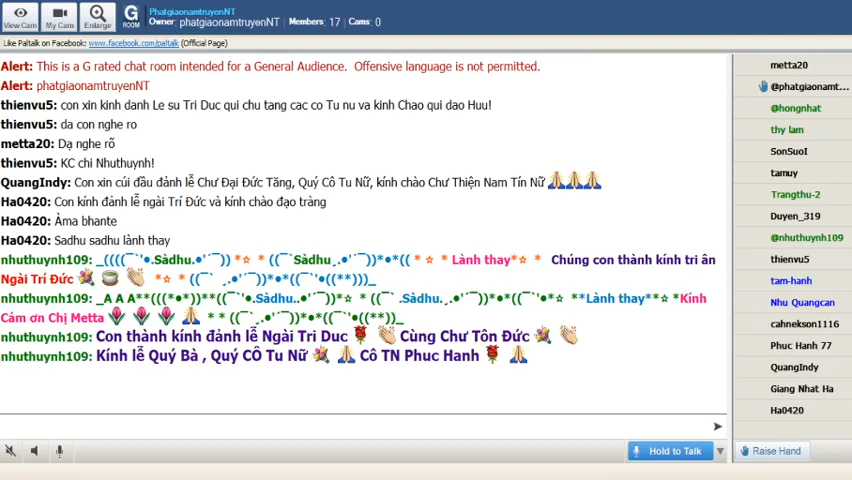 PhatgiaonamtruyenNT
Owner: phatgiaonamtruyenNT Members: 17 Cams: 0
View Cam My Cam Enlarge G ROOM
Like Paltalk on Facebook: www.facebook.com/paltalk (Official Page)
Alert: This is a G rated chat room intended for a General Audience. Offensive language is not permitted.
Alert: phatgiaonamtruyenNT
thienvu5: con xin kinh danh Le su Tri Duc qui chu tang cac co Tu nu va kinh Chao qui dao Huu!
thienvu5: da con nghe ro
metta20: Dạ nghe rõ
thienvu5: KC chi Nhuthuynh!
QuangIndy: Con xin cúi đầu đảnh lễ Chư Đại Đức Tăng, Quý Cô Tu Nữ, kính chào Chư Thiện Nam Tín Nữ 🙏🙏🙏
Ha0420: Con kính đảnh lễ ngài Trí Đức và kính chào đạo tràng
Ha0420: Àma bhante
Ha0420: Sadhu sadhu lành thay
nhuthuynh109: _((((¯`'•.Sàdhu.•'´¯)) *☆ * ((¯`Sàdhu¸.•'´¯))*•*(( * ☆ * Lành thay*☆ * Chúng con thành kính tri ân
Ngài Trí Đức 💐 🍵 👏 *☆ * ((¯` ¸.•'´¯))*•*((¯`'•((**)))_
nhuthuynh109: _A A A**(((*•*))**((¯`'•.Sàdhu..•'´¯)*☆ * ((¯` .Sàdhu.¸.•'´¯))*•*((¯`'•*☆ **Lành thay**☆ *Kính
Cám ơn Chị Metta 🌷 🌷 🌷 🙏 * * ((¯`¸.•'´¯))*•*((¯`'•((**))_
nhuthuynh109: Con thành kính đảnh lễ Ngài Tri Duc 🌹 👏 Cùng Chư Tôn Đức 💐 👏
nhuthuynh109: Kính lễ Quý Bà , Quý CÔ Tu Nữ 💐 🙏 Cô TN Phuc Hanh 🌹 🙏
metta20
@phatgiaonamt...
@hongnhat
thy lam
SonSuoI
tamuy
Trangthu-2
Duyen_319
@nhuthuynh109
thienvu5
tam-hanh
Nhu Quangcan
cahnekson1116
Phuc Hanh 77
QuangIndy
Giang Nhat Ha
Ha0420
Hold to Talk
Raise Hand